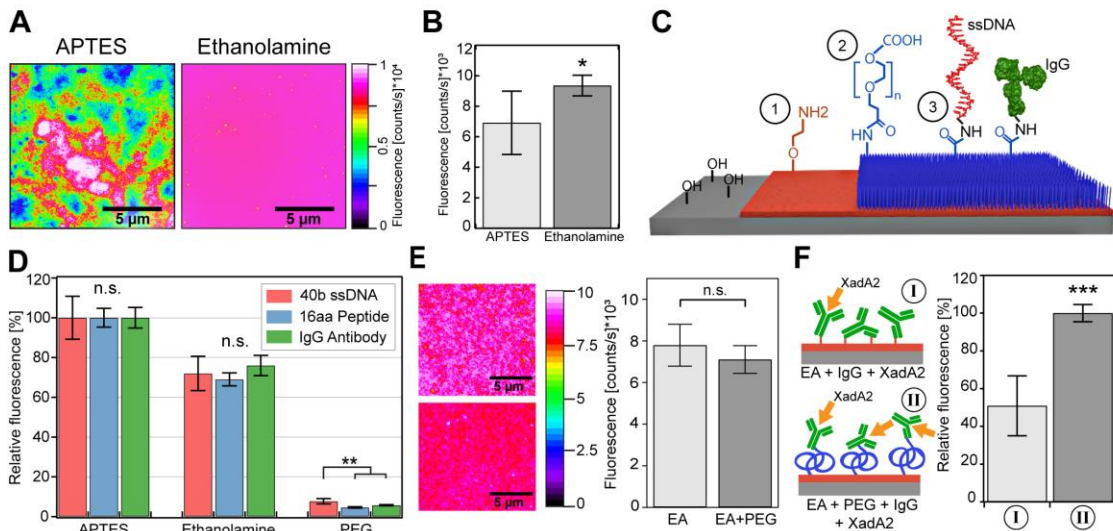 A
APTES
Ethanolamine
5 µm
5 µm
1
0.5
0
Fluorescence [counts/s]*10⁴
B
12
10
8
6
4
2
0
Fluorescence [counts/s]*10³
*
APTES
Ethanolamine
C
ssDNA
IgG
COOH
O
O
n
O
NH2
O
HN
NH
NH
O
O
OH
OH
OH
1
2
3
D
120
100
80
60
40
20
0
Relative fluorescence [%]
n.s.
n.s.
**
40b ssDNA
16aa Peptide
IgG Antibody
APTES
Ethanolamine
PEG
E
5 µm
5 µm
10
7.5
5
2.5
0
Fluorescence [counts/s]*10³
8
6
4
2
0
n.s.
EA
EA+PEG
F
XadA2
I
EA + IgG + XadA2
XadA2
II
EA + PEG + IgG
+ XadA2
Relative fluorescence [%]
120
100
80
60
40
20
0
***
I
II